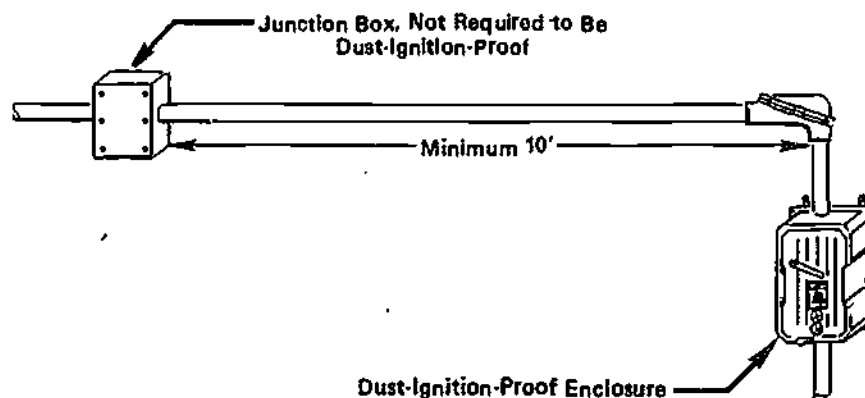 Junction Box, Not Required to Be
Dust-Ignition-Proof
Minimum 10'
Dust-Ignition-Proof Enclosure